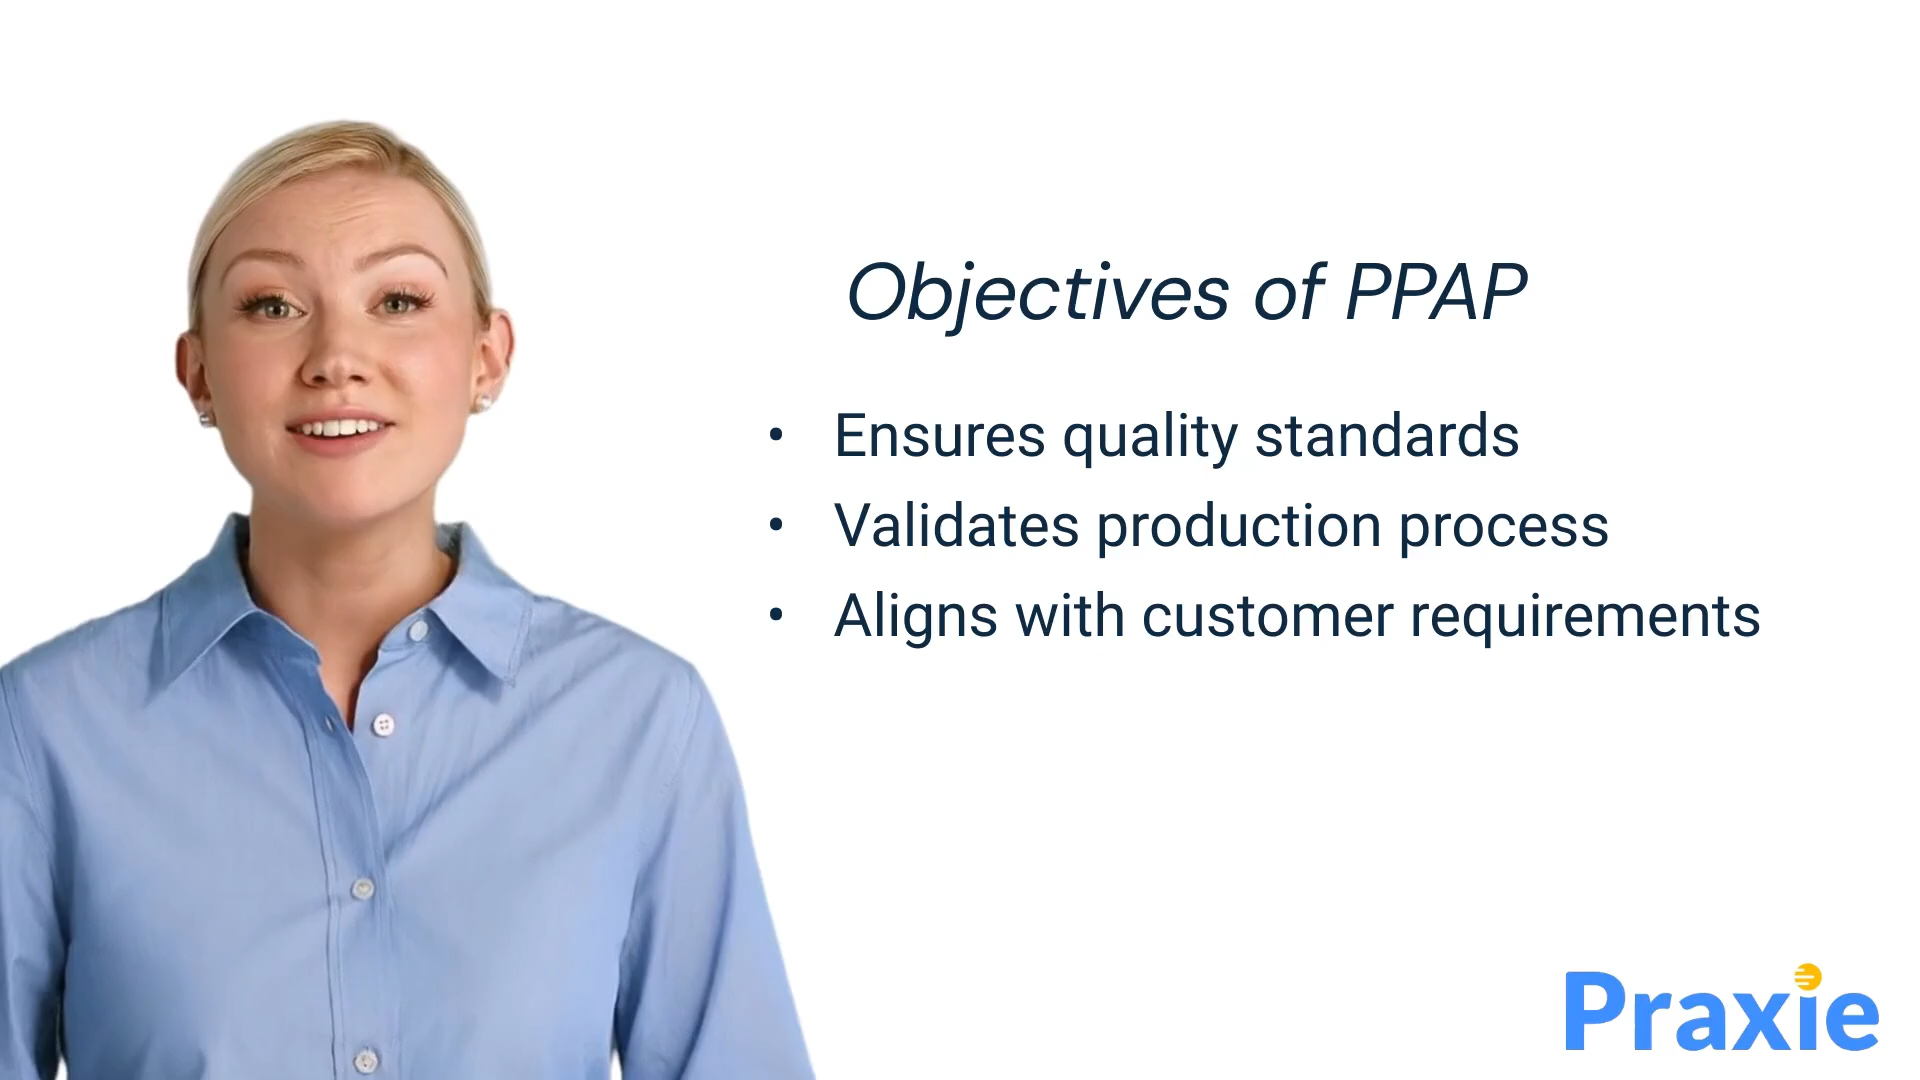 Objectives of PPAP
• Ensures quality standards
• Validates production process
• Aligns with customer requirements
Praxie